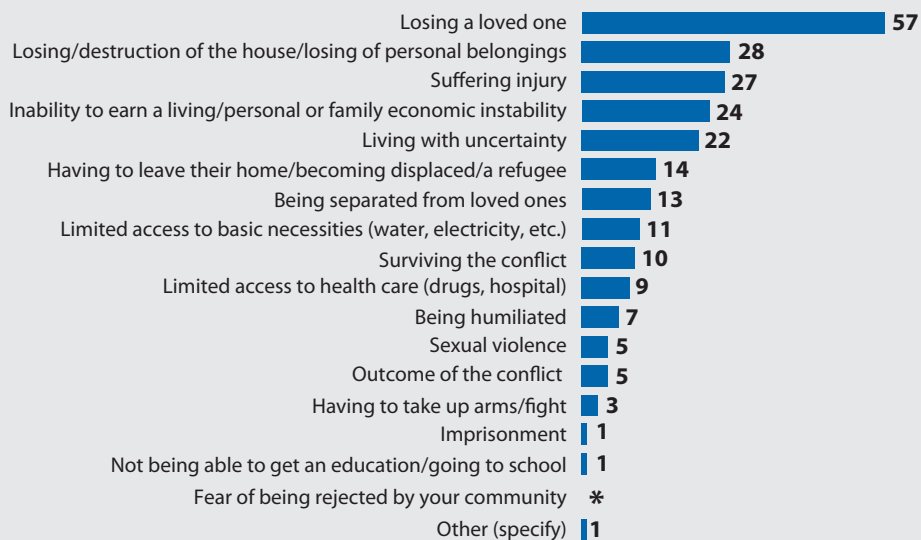 Losing a loved one 57
Losing/destruction of the house/losing of personal belongings 28
Suffering injury 27
Inability to earn a living/personal or family economic instability 24
Living with uncertainty 22
Having to leave their home/becoming displaced/a refugee 14
Being separated from loved ones 13
Limited access to basic necessities (water, electricity, etc.) 11
Surviving the conflict 10
Limited access to health care (drugs, hospital) 9
Being humiliated 7
Sexual violence 5
Outcome of the conflict 5
Having to take up arms/fight 3
Imprisonment 1
Not being able to get an education/going to school 1
Fear of being rejected by your community *
Other (specify) 1